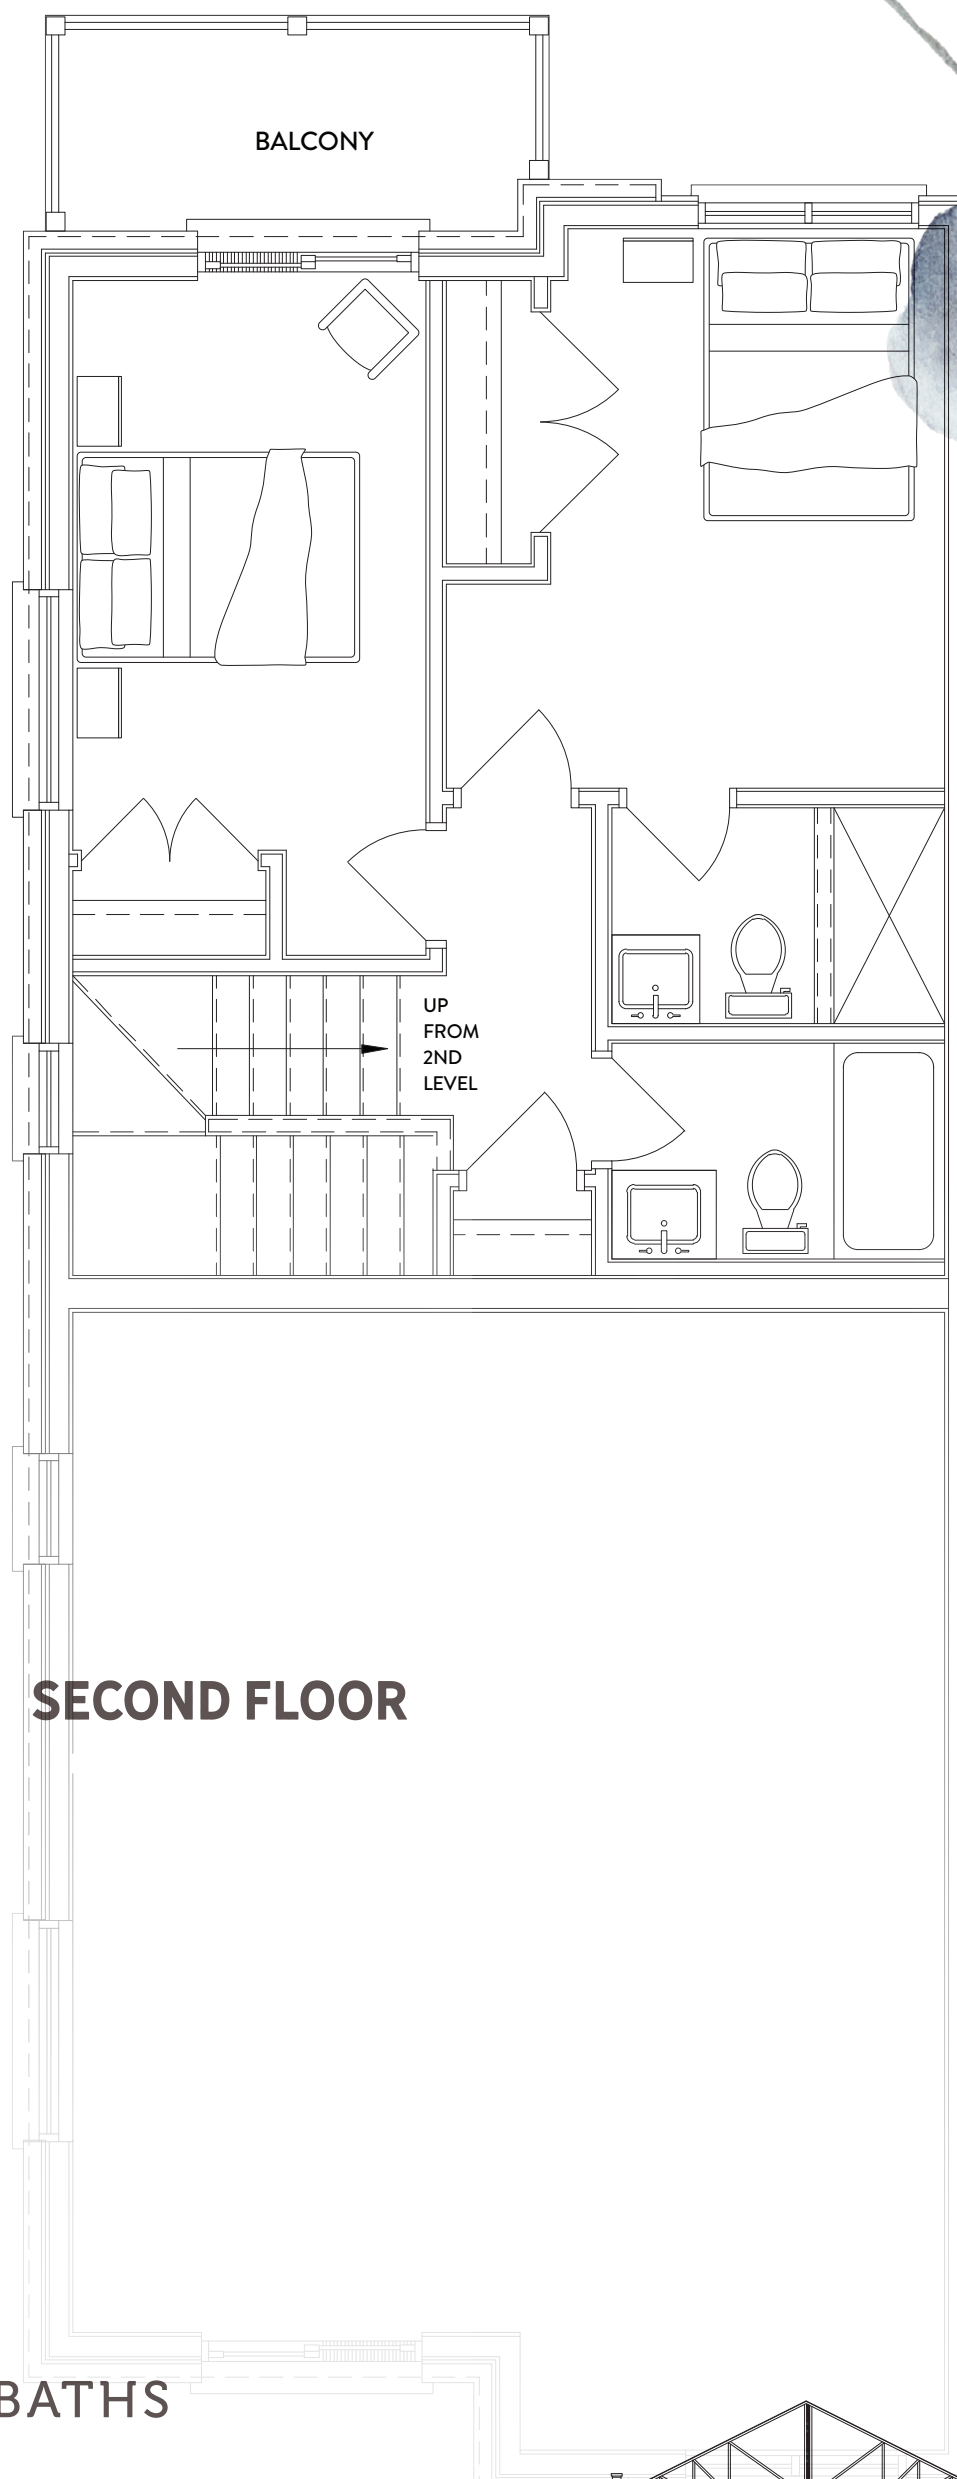 BALCONY
UP
FROM
2ND
LEVEL
SECOND FLOOR
BATHS